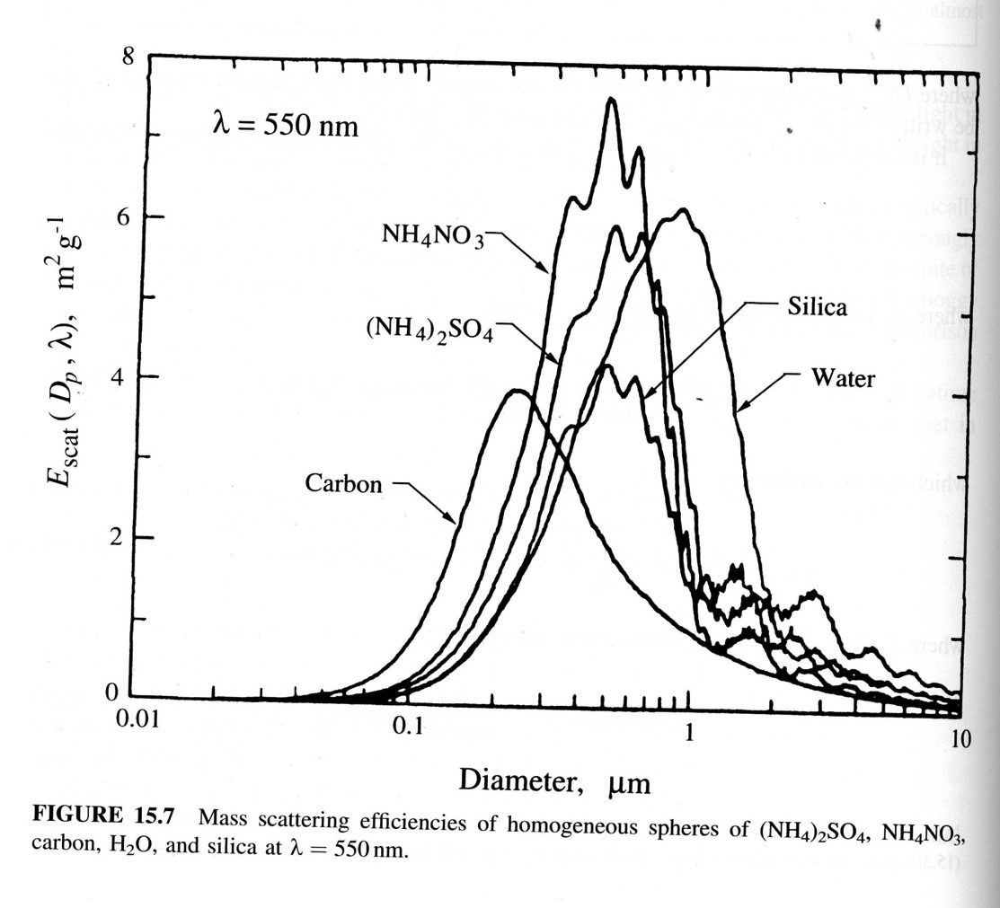 8
λ = 550 nm
6
NH₄NO₃
(NH₄)₂SO₄
Silica
Water
4
Carbon
2
0
E_scat ( D_p , λ), m² g⁻¹
0.01
0.1
1
10
Diameter, μm
FIGURE 15.7 Mass scattering efficiencies of homogeneous spheres of (NH₄)₂SO₄, NH₄NO₃,
carbon, H₂O, and silica at λ = 550 nm.